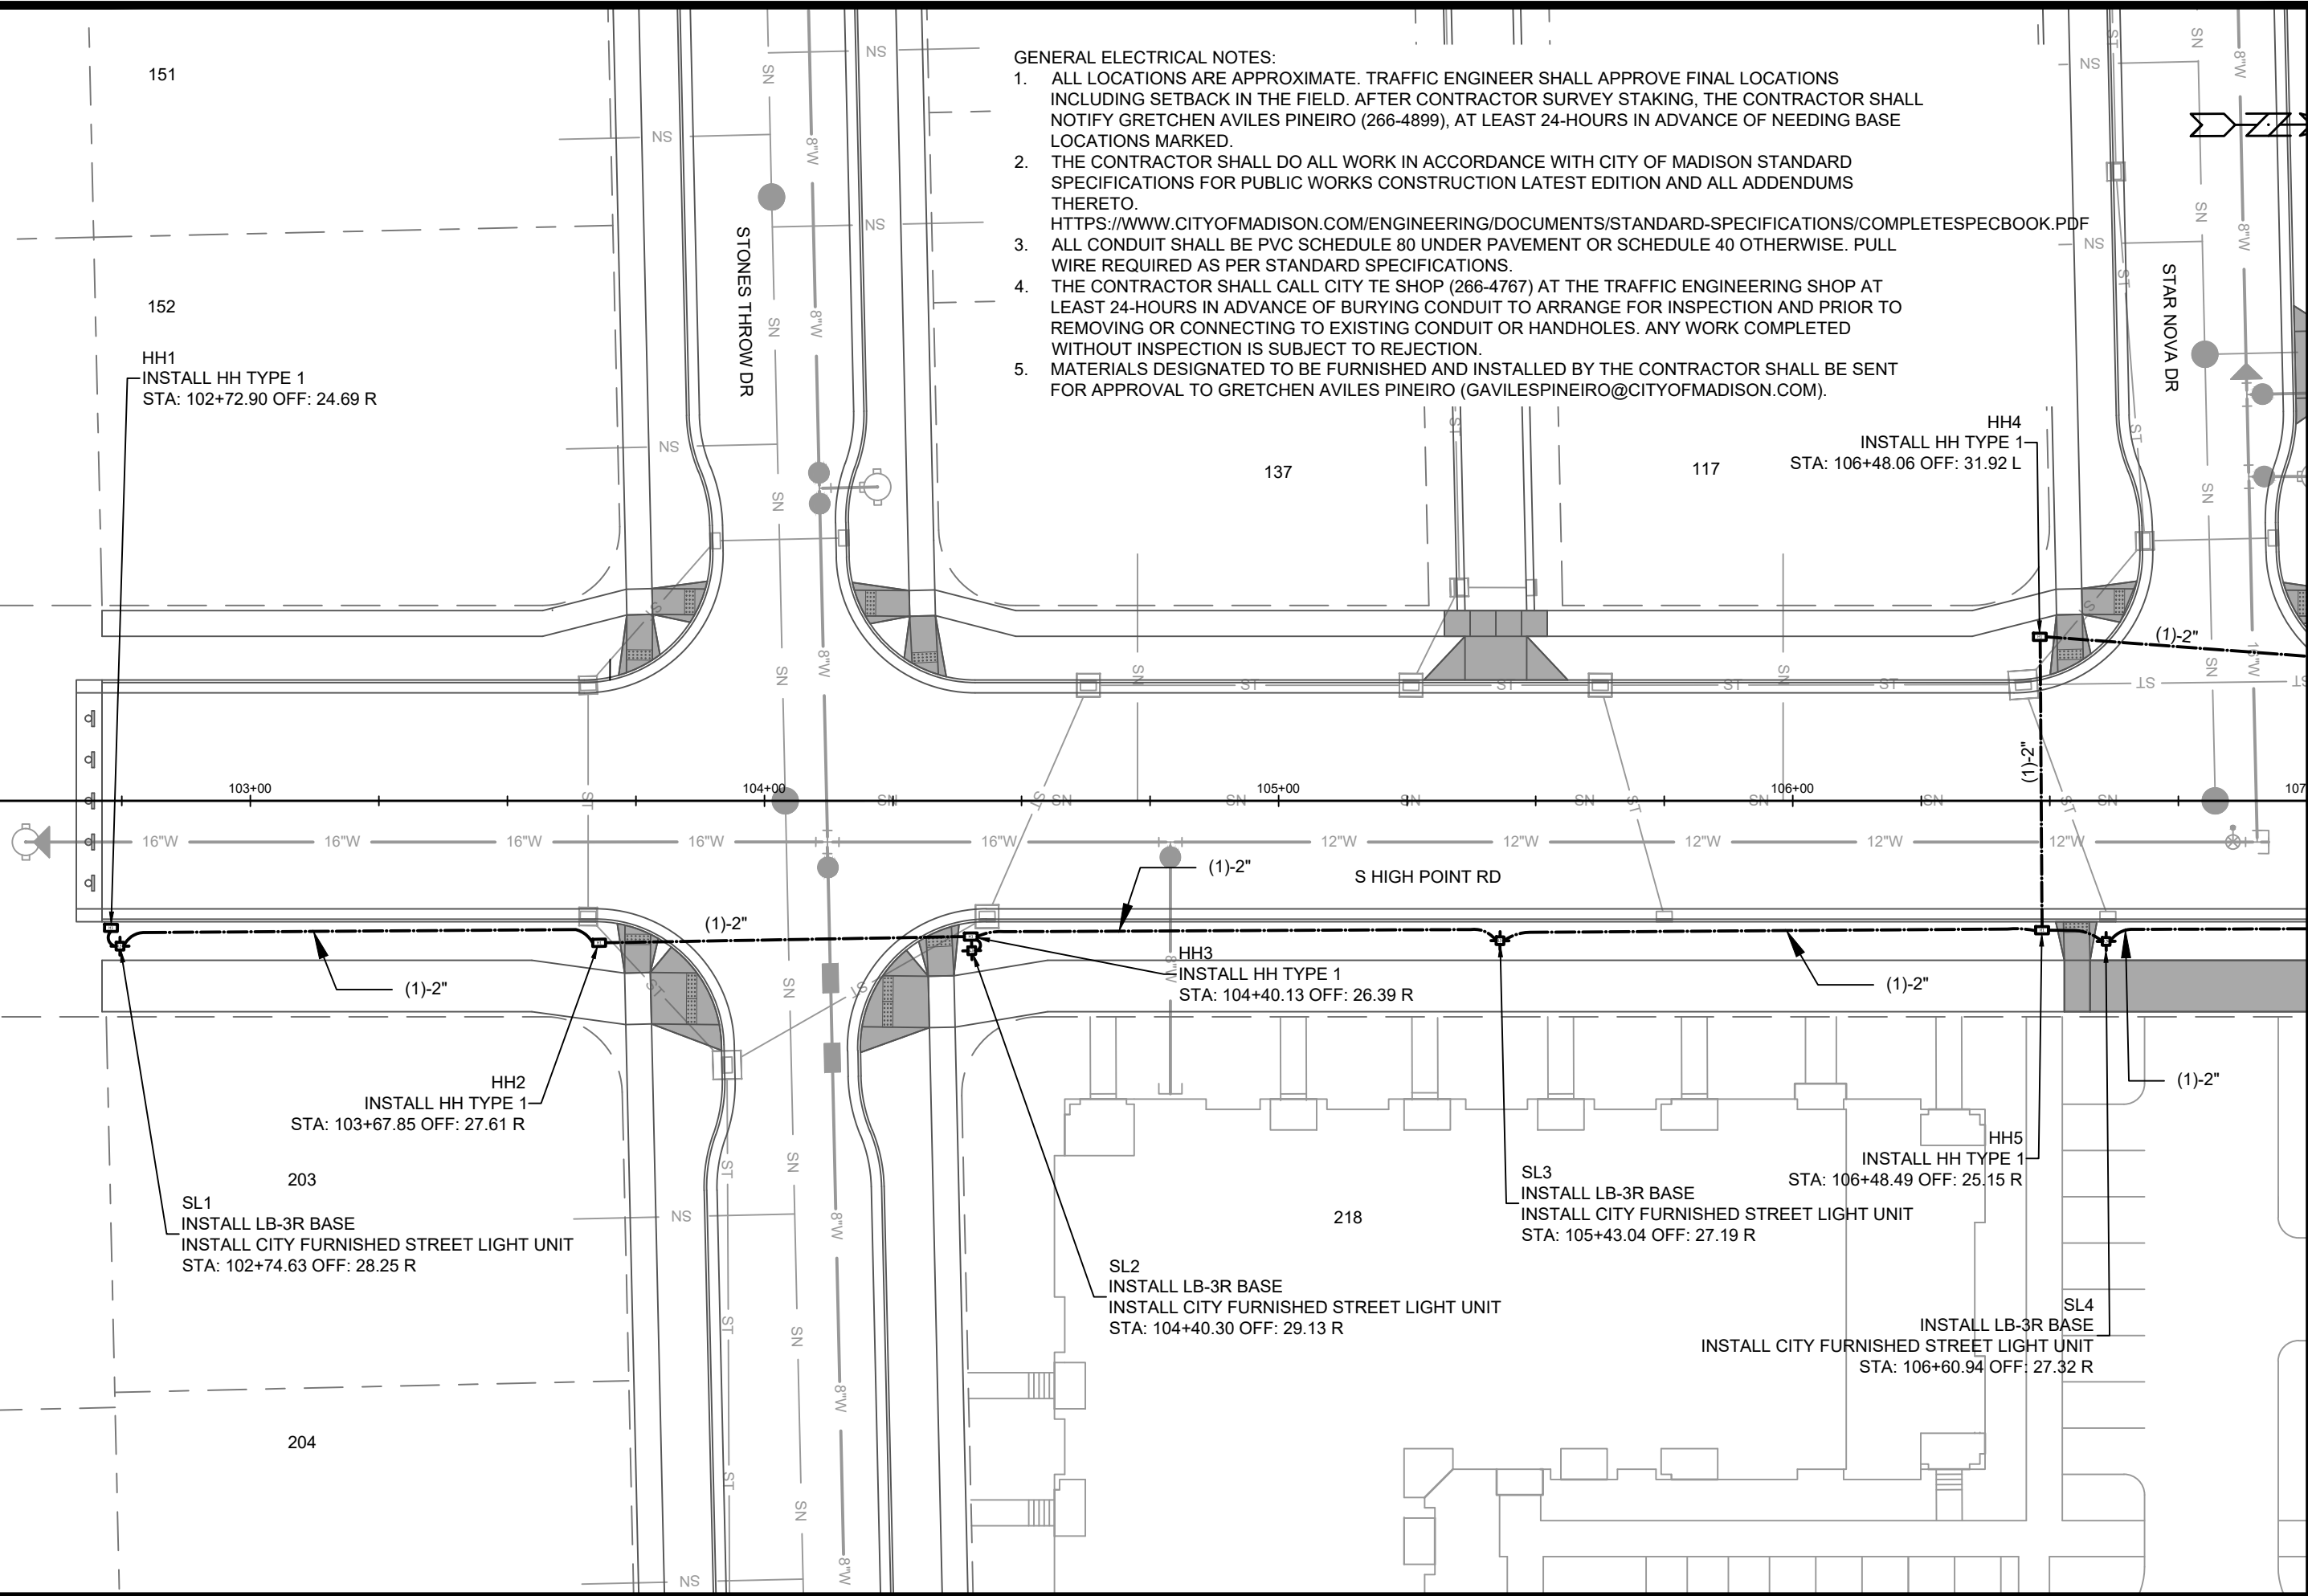 GENERAL ELECTRICAL NOTES:
1. ALL LOCATIONS ARE APPROXIMATE. TRAFFIC ENGINEER SHALL APPROVE FINAL LOCATIONS
INCLUDING SETBACK IN THE FIELD. AFTER CONTRACTOR SURVEY STAKING, THE CONTRACTOR SHALL
NOTIFY GRETCHEN AVILES PINEIRO (266-4899), AT LEAST 24-HOURS IN ADVANCE OF NEEDING BASE
LOCATIONS MARKED.
2. THE CONTRACTOR SHALL DO ALL WORK IN ACCORDANCE WITH CITY OF MADISON STANDARD
SPECIFICATIONS FOR PUBLIC WORKS CONSTRUCTION LATEST EDITION AND ALL ADDENDUMS
THERETO.
HTTPS://WWW.CITYOFMADISON.COM/ENGINEERING/DOCUMENTS/STANDARD-SPECIFICATIONS/COMPLETESPECBOOK.PDF
3. ALL CONDUIT SHALL BE PVC SCHEDULE 80 UNDER PAVEMENT OR SCHEDULE 40 OTHERWISE. PULL
WIRE REQUIRED AS PER STANDARD SPECIFICATIONS.
4. THE CONTRACTOR SHALL CALL CITY TE SHOP (266-4767) AT THE TRAFFIC ENGINEERING SHOP AT
LEAST 24-HOURS IN ADVANCE OF BURYING CONDUIT TO ARRANGE FOR INSPECTION AND PRIOR TO
REMOVING OR CONNECTING TO EXISTING CONDUIT OR HANDHOLES. ANY WORK COMPLETED
WITHOUT INSPECTION IS SUBJECT TO REJECTION.
5. MATERIALS DESIGNATED TO BE FURNISHED AND INSTALLED BY THE CONTRACTOR SHALL BE SENT
FOR APPROVAL TO GRETCHEN AVILES PINEIRO (GAVILESPINEIRO@CITYOFMADISON.COM).
151
152
HH1
INSTALL HH TYPE 1
STA: 102+72.90 OFF: 24.69 R
STONES THROW DR
STAR NOVA DR
137
117
HH4
INSTALL HH TYPE 1
STA: 106+48.06 OFF: 31.92 L
(1)-2"
(1)-2"
103+00
104+00
105+00
106+00
107
16"W
16"W
16"W
16"W
16"W
12"W
12"W
12"W
12"W
12"W
S HIGH POINT RD
(1)-2"
(1)-2"
(1)-2"
(1)-2"
(1)-2"
HH3
INSTALL HH TYPE 1
STA: 104+40.13 OFF: 26.39 R
HH2
INSTALL HH TYPE 1
STA: 103+67.85 OFF: 27.61 R
203
SL1
INSTALL LB-3R BASE
INSTALL CITY FURNISHED STREET LIGHT UNIT
STA: 102+74.63 OFF: 28.25 R
SL3
INSTALL LB-3R BASE
INSTALL CITY FURNISHED STREET LIGHT UNIT
STA: 105+43.04 OFF: 27.19 R
HH5
INSTALL HH TYPE 1
STA: 106+48.49 OFF: 25.15 R
218
SL2
INSTALL LB-3R BASE
INSTALL CITY FURNISHED STREET LIGHT UNIT
STA: 104+40.30 OFF: 29.13 R
SL4
INSTALL LB-3R BASE
INSTALL CITY FURNISHED STREET LIGHT UNIT
STA: 106+60.94 OFF: 27.32 R
204